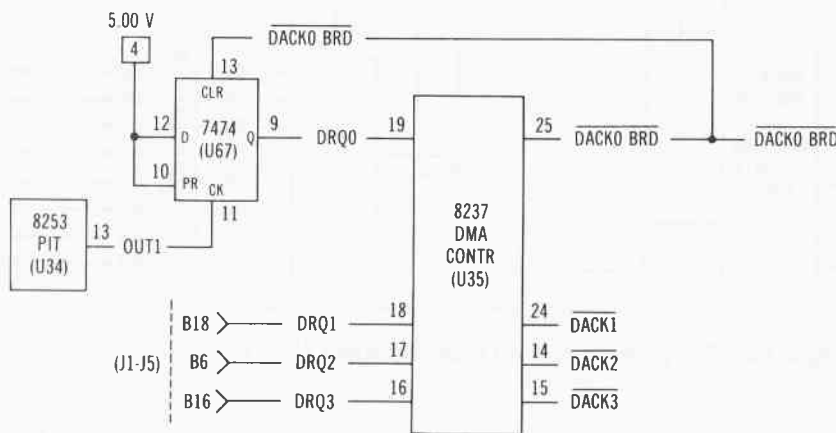 5.00 V
4
DACK0 BRD
13
CLR
12 D 7474 Q 9 DRQ0 19
(U67)
10 PR CK
11
25 DACK0 BRD DACK0 BRD
8253
PIT
(U34)
13 OUT1
8237
DMA
CONTR
(U35)
(J1-J5)
B18 DRQ1 18
B6 DRQ2 17
B16 DRQ3 16
24 DACK1
14 DACK2
15 DACK3